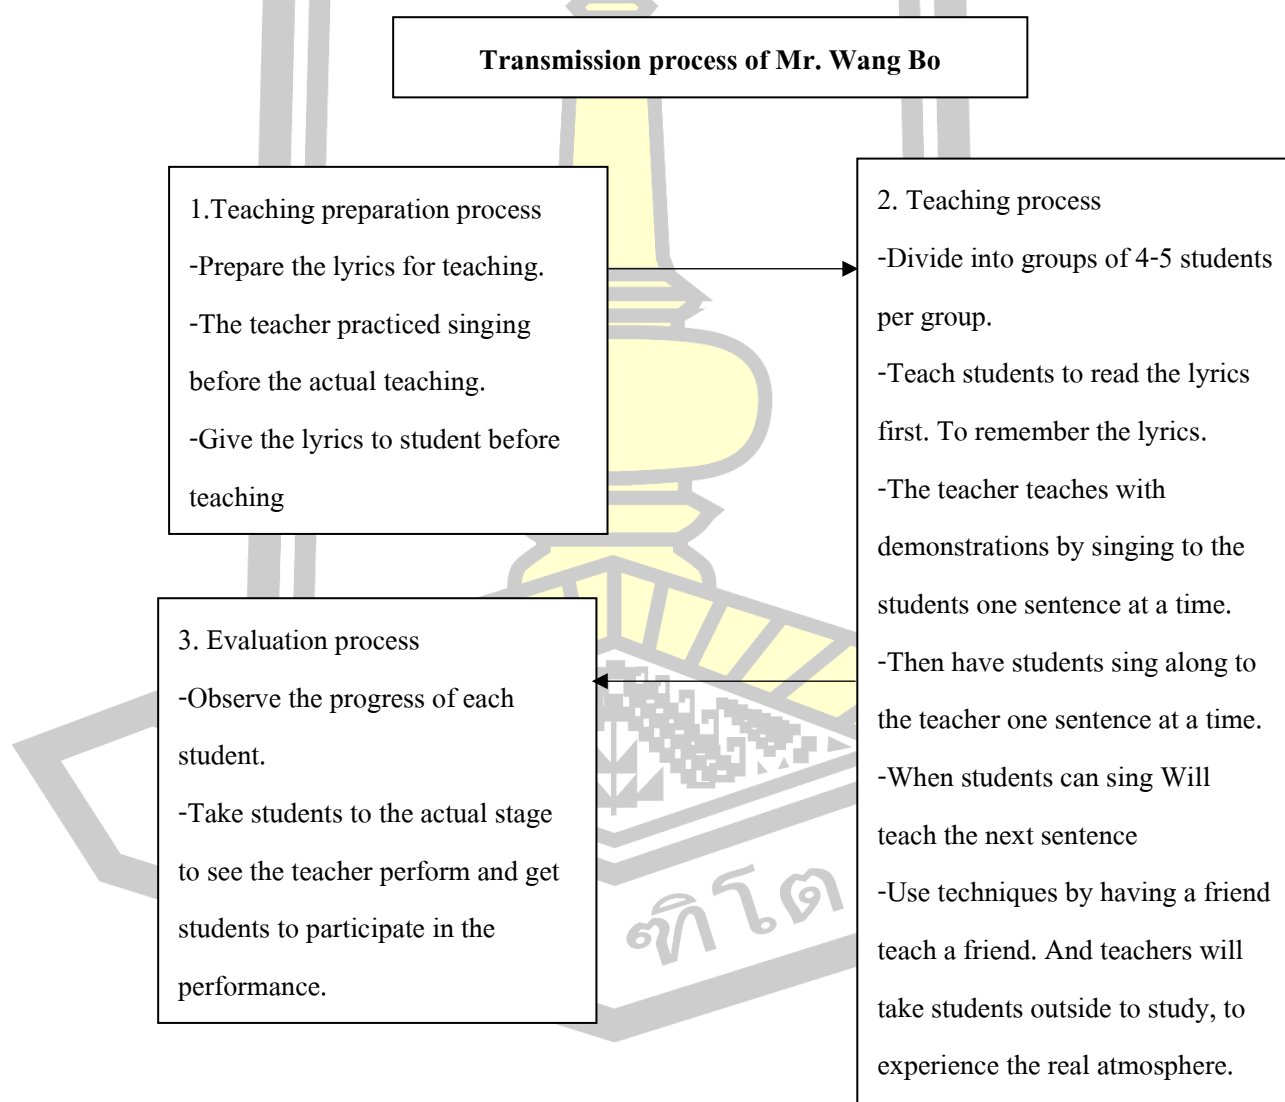 Transmission process of Mr. Wang Bo
1.Teaching preparation process
-Prepare the lyrics for teaching.
-The teacher practiced singing
before the actual teaching.
-Give the lyrics to student before
teaching
2. Teaching process
-Divide into groups of 4-5 students
per group.
-Teach students to read the lyrics
first. To remember the lyrics.
-The teacher teaches with
demonstrations by singing to the
students one sentence at a time.
-Then have students sing along to
the teacher one sentence at a time.
-When students can sing Will
teach the next sentence
-Use techniques by having a friend
teach a friend. And teachers will
take students outside to study, to
experience the real atmosphere.
3. Evaluation process
-Observe the progress of each
student.
-Take students to the actual stage
to see the teacher perform and get
students to participate in the
performance.